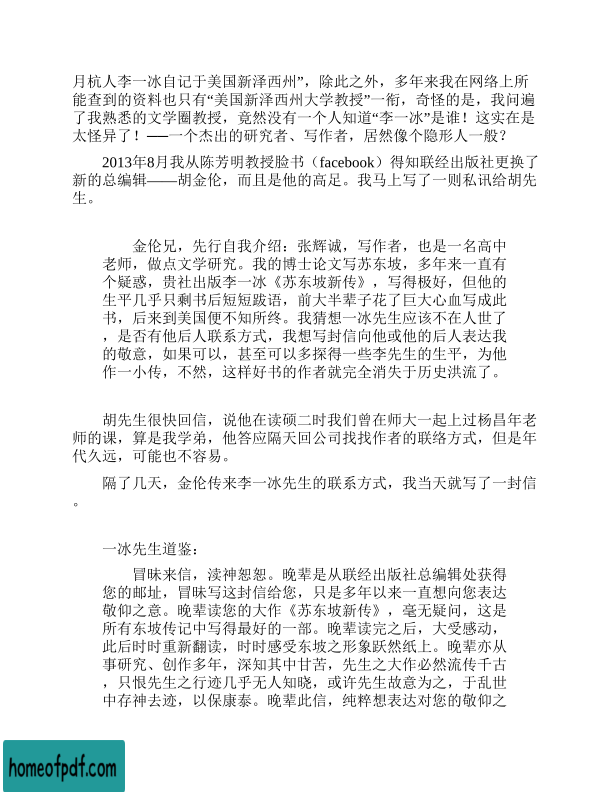 月杭人李一冰自记于美国新泽西州”，除此之外，多年来我在网络上所
能查到的资料也只有“美国新泽西州大学教授”一衔，奇怪的是，我问遍
了我熟悉的文学圈教授，竟然没有一个人知道“李一冰”是谁！这实在是
太怪异了！──一个杰出的研究者、写作者，居然像个隐形人一般？
2013年8月我从陈芳明教授脸书（facebook）得知联经出版社更换了
新的总编辑——胡金伦，而且是他的高足。我马上写了一则私讯给胡先
生。
金伦兄，先行自我介绍：张辉诚，写作者，也是一名高中
老师，做点文学研究。我的博士论文写苏东坡，多年来一直有
个疑惑，贵社出版李一冰《苏东坡新传》，写得极好，但他的
生平几乎只剩书后短短跋语，前大半辈子花了巨大心血写成此
书，后来到美国便不知所终。我猜想一冰先生应该不在人世了
，是否有他后人联系方式，我想写封信向他或他的后人表达我
的敬意，如果可以，甚至可以多探得一些李先生的生平，为他
作一小传，不然，这样好书的作者就完全消失于历史洪流了。
胡先生很快回信，说他在读硕二时我们曾在师大一起上过杨昌年老
师的课，算是我学弟，他答应隔天回公司找找作者的联络方式，但是年
代久远，可能也不容易。
隔了几天，金伦传来李一冰先生的联系方式，我当天就写了一封信
。
一冰先生道鉴：
冒昧来信，渎神恕恕。晚辈是从联经出版社总编辑处获得
您的邮址，冒昧写这封信给您，只是多年以来一直想向您表达
敬仰之意。晚辈读您的大作《苏东坡新传》，毫无疑问，这是
所有东坡传记中写得最好的一部。晚辈读完之后，大受感动，
此后时时重新翻读，时时感受东坡之形象跃然纸上。晚辈亦从
事研究、创作多年，深知其中甘苦，先生之大作必然流传千古
，只恨先生之行迹几乎无人知晓，或许先生故意为之，于乱世
中存神去迹，以保康泰。晚辈此信，纯粹想表达对您的敬仰之
homeofpdf.com